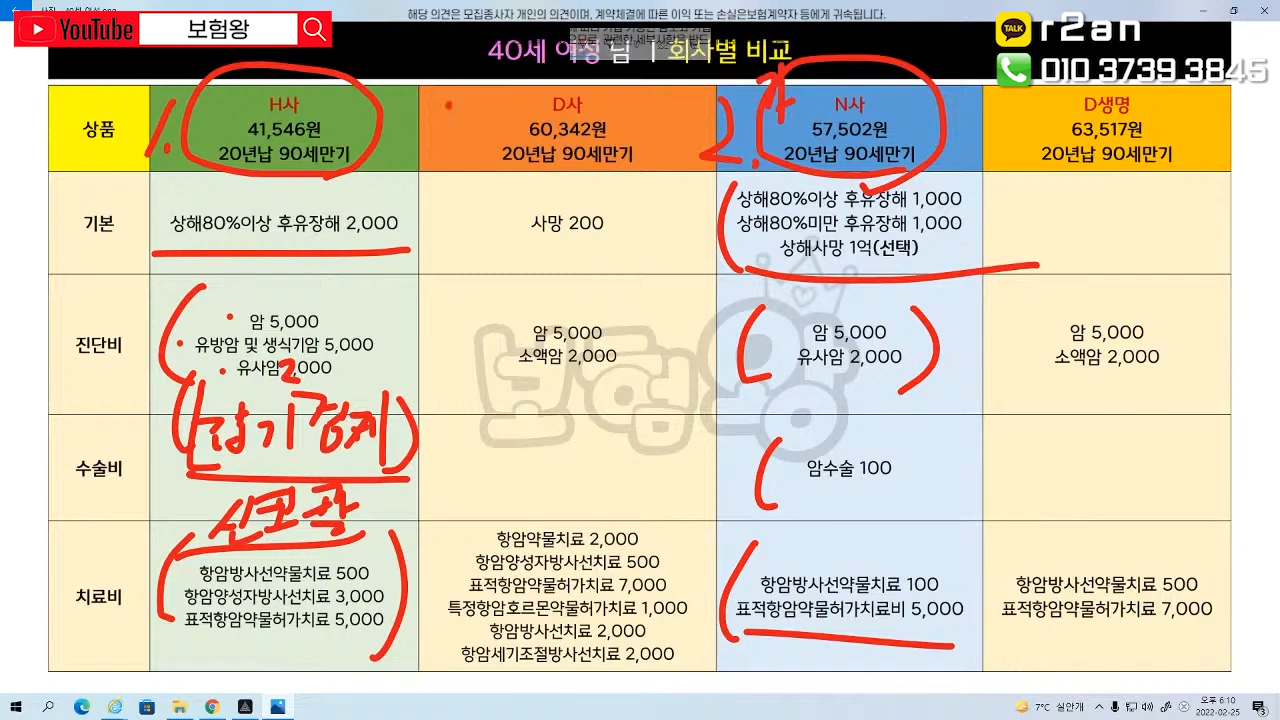 해당 의견은 모집종사자 개인의 의견이며, 계약체결에 따른 이익 또는 손실은보험계약자 등에게 귀속됩니다.
YouTube 보험왕
TALK r2an
010 3739 3845
40세 여성 님 | 회사별 비교
상품
1. H사
41,546원
20년납 90세만기
D사
60,342원
20년납 90세만기
2. N사
57,502원
20년납 90세만기
D생명
63,517원
20년납 90세만기
기본
상해80%이상 후유장해 2,000
사망 200
상해80%이상 후유장해 1,000
상해80%미만 후유장해 1,000
상해사망 1억(선택)
진단비
암 5,000
유방암 및 생식기암 5,000
유사암 2,000
암 5,000
소액암 2,000
암 5,000
유사암 2,000
암 5,000
소액암 2,000
보험왕
수술비
암수술 100
치료비
항암방사선약물치료 500
항암양성자방사선치료 3,000
표적항암약물허가치료 5,000
항암약물치료 2,000
항암양성자방사선치료 500
표적항암약물허가치료 7,000
특정항암호르몬약물허가치료 1,000
항암방사선치료 2,000
항암세기조절방사선치료 2,000
항암방사선약물치료 100
표적항암약물허가치료비 5,000
항암방사선약물치료 500
표적항암약물허가치료 7,000
7°C 실안개
오후 6:10
2022-02-25